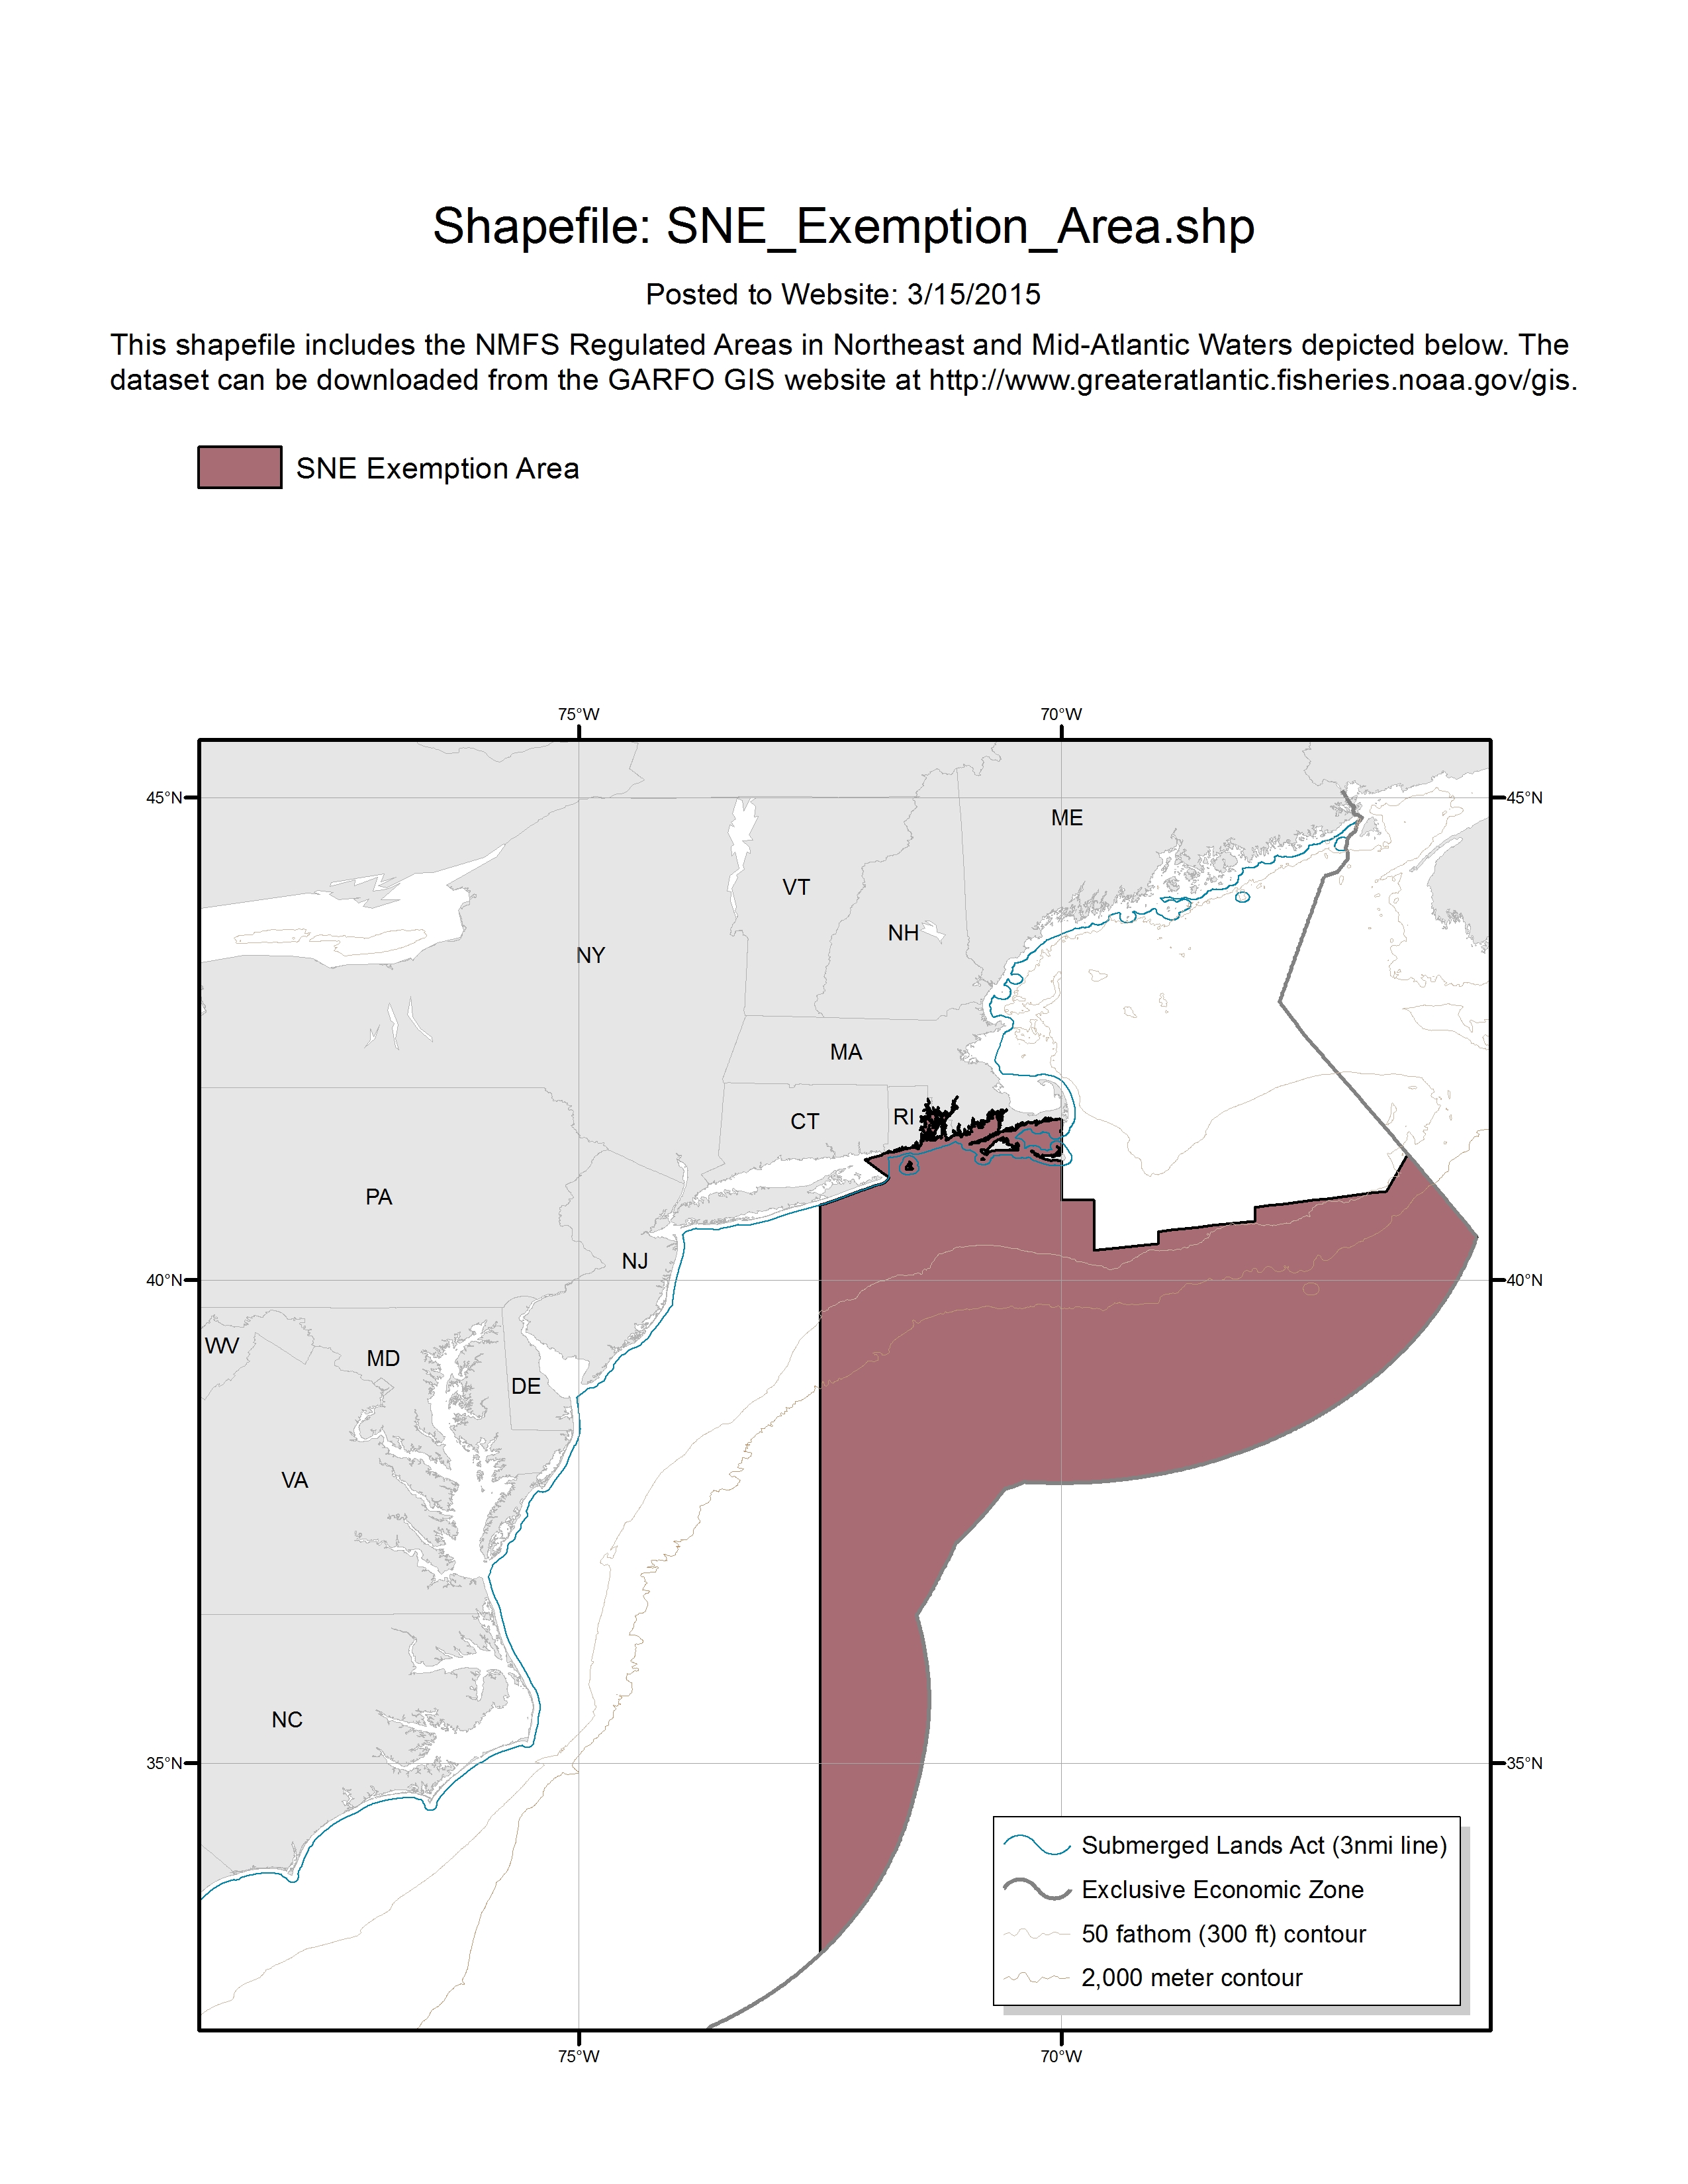 Shapefile: SNE_Exemption_Area.shp
Posted to Website: 3/15/2015
This shapefile includes the NMFS Regulated Areas in Northeast and Mid-Atlantic Waters depicted below. The
dataset can be downloaded from the GARFO GIS website at http://www.greateratlantic.fisheries.noaa.gov/gis.
SNE Exemption Area
75°W 70°W
45°N 45°N
ME
VT
NH
NY
MA
RI
CT
PA
NJ
40°N 40°N
WV
MD
DE
VA
NC
35°N 35°N
Submerged Lands Act (3nmi line)
Exclusive Economic Zone
50 fathom (300 ft) contour
2,000 meter contour
75°W 70°W